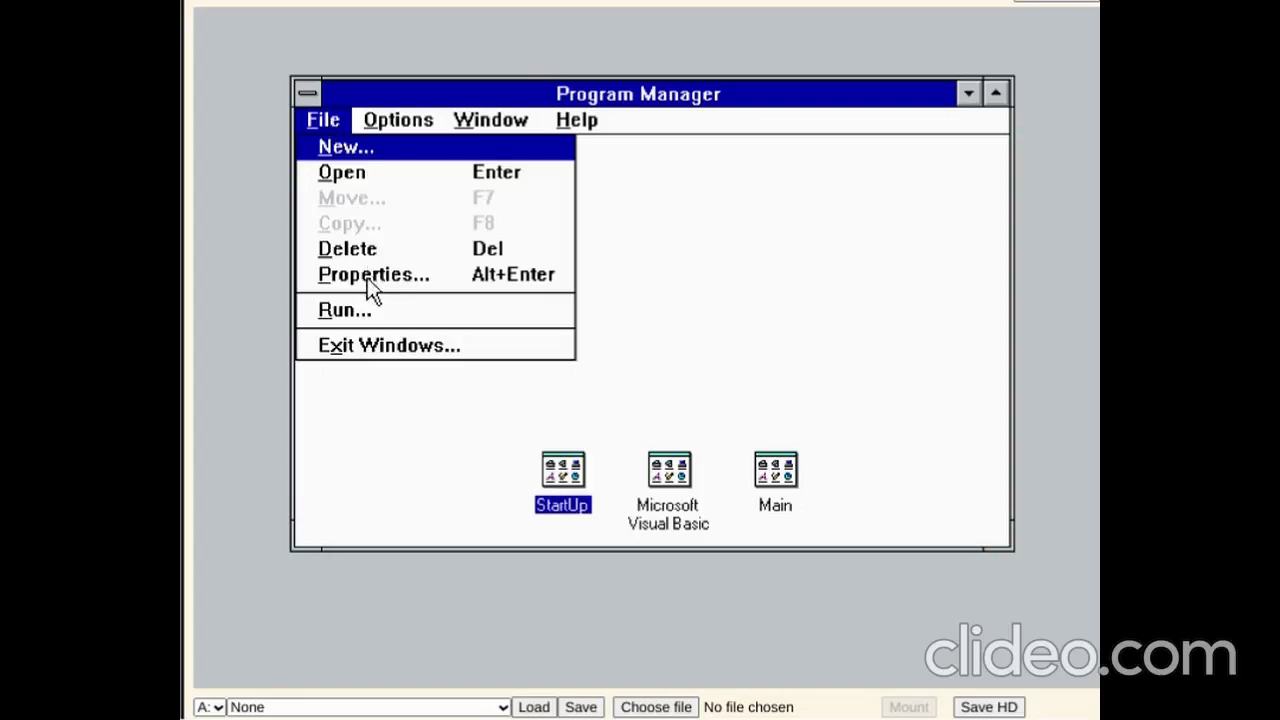 Program Manager
File Options Window Help
New...
Open Enter
Move... F7
Copy... F8
Delete Del
Properties... Alt+Enter
Run...
Exit Windows...
StartUp
Microsoft
Visual Basic
Main
clideo.com
A: None Load Save Choose file No file chosen Mount Save HD